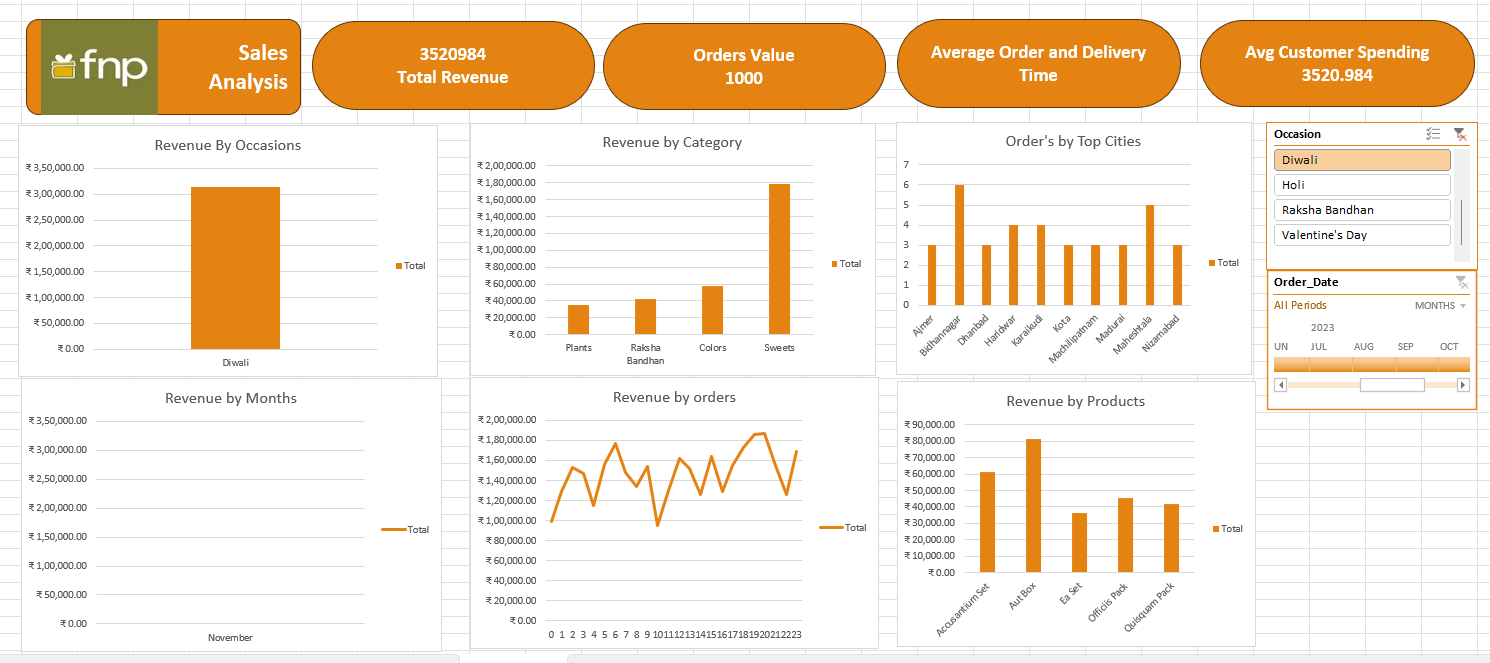 fnp
Sales
Analysis
3520984
Total Revenue
Orders Value
1000
Average Order and Delivery
Time
Avg Customer Spending
3520.984
Revenue By Occasions
₹ 3,50,000.00
₹ 3,00,000.00
₹ 2,50,000.00
₹ 2,00,000.00
₹ 1,50,000.00
₹ 1,00,000.00
₹ 50,000.00
₹ 0.00
Diwali
Total
Revenue by Category
₹ 2,00,000.00
₹ 1,80,000.00
₹ 1,60,000.00
₹ 1,40,000.00
₹ 1,20,000.00
₹ 1,00,000.00
₹ 80,000.00
₹ 60,000.00
₹ 40,000.00
₹ 20,000.00
₹ 0.00
Plants Raksha Bandhan Colors Sweets
Total
Order's by Top Cities
7
6
5
4
3
2
1
0
Ajmer Bidhannagar Dhanbad Haridwar Karaikudi Kota Machilipatnam Madurai Maheshtala Nizamabad
Total
Occasion
Diwali
Holi
Raksha Bandhan
Valentine's Day
Order_Date
All Periods MONTHS
2023
UN JUL AUG SEP OCT
Revenue by Months
₹ 3,50,000.00
₹ 3,00,000.00
₹ 2,50,000.00
₹ 2,00,000.00
₹ 1,50,000.00
₹ 1,00,000.00
₹ 50,000.00
₹ 0.00
November
Total
Revenue by orders
₹ 2,00,000.00
₹ 1,80,000.00
₹ 1,60,000.00
₹ 1,40,000.00
₹ 1,20,000.00
₹ 1,00,000.00
₹ 80,000.00
₹ 60,000.00
₹ 40,000.00
₹ 20,000.00
₹ 0.00
0 1 2 3 4 5 6 7 8 9 10 11 12 13 14 15 16 17 18 19 20 21 22 23
Total
Revenue by Products
₹ 90,000.00
₹ 80,000.00
₹ 70,000.00
₹ 60,000.00
₹ 50,000.00
₹ 40,000.00
₹ 30,000.00
₹ 20,000.00
₹ 10,000.00
₹ 0.00
Accusantium Set Aut Box Ea Set Officiis Pack Quisquam Pack
Total